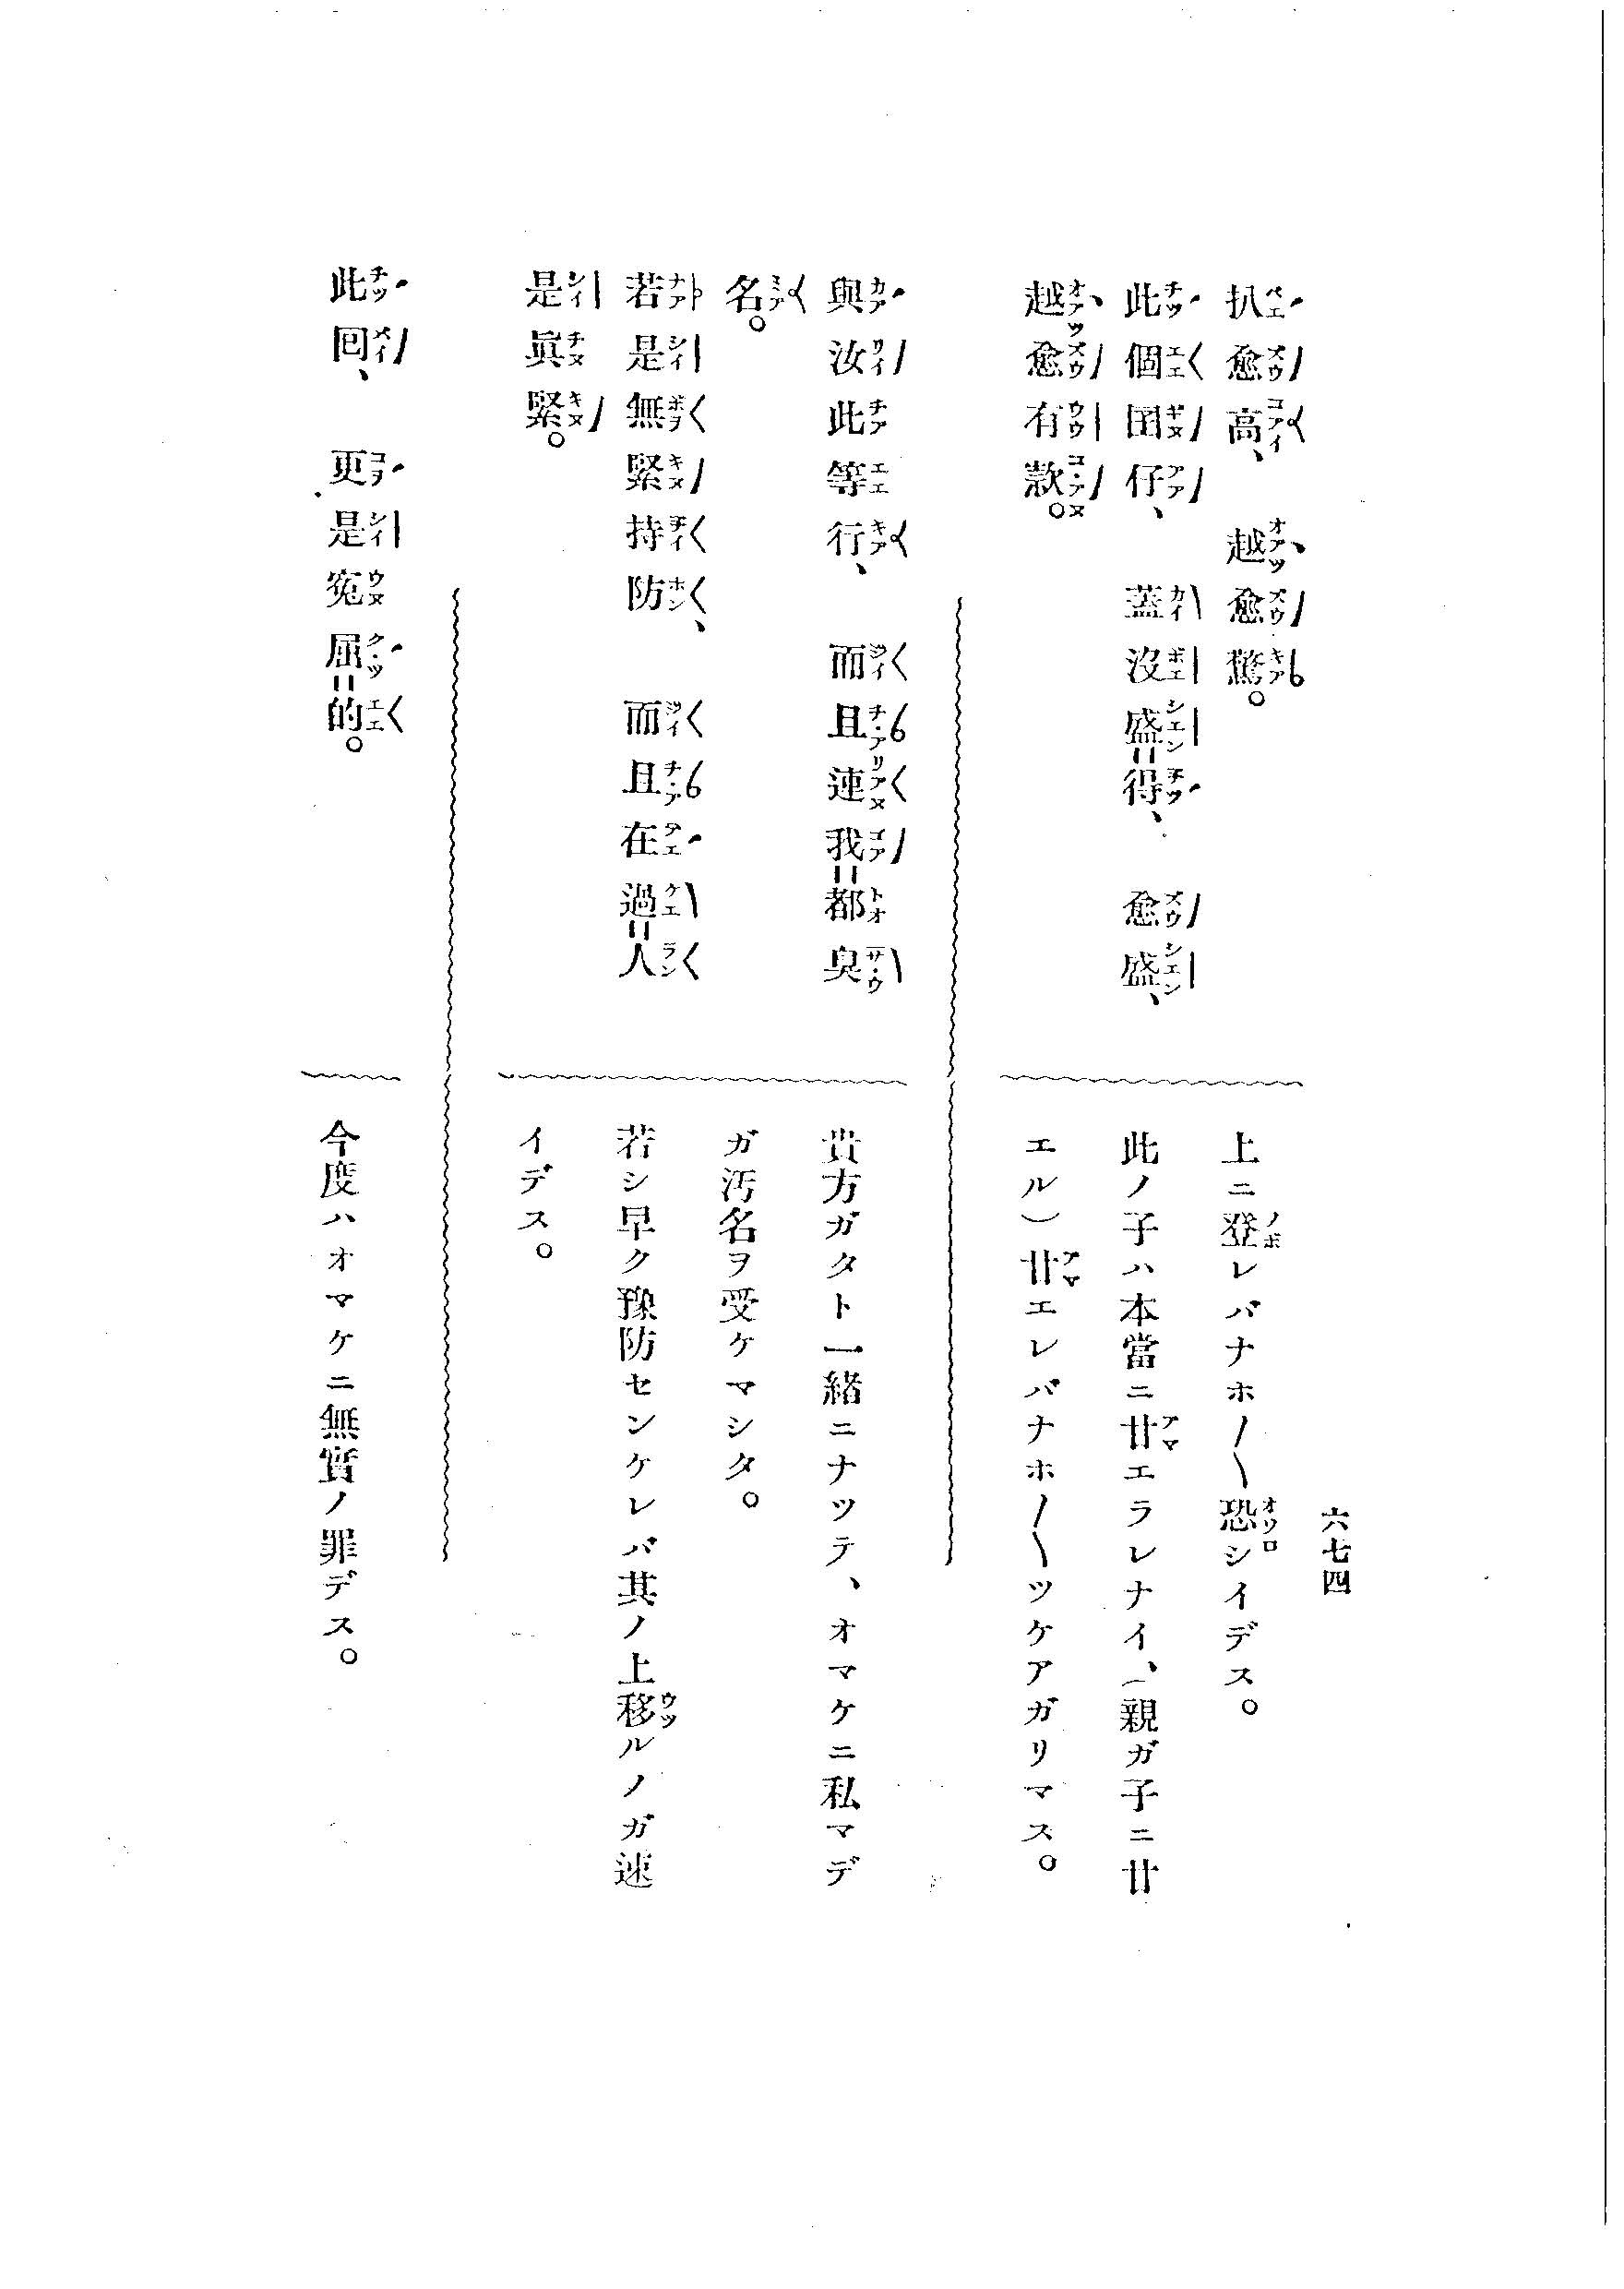 六七四
扒愈高、越愈驚。
此個囝仔、蓋沒盛＝得、愈盛、
越愈有款。
上ニ登レバナホ〳〵恐シイデス。
此ノ子ハ本當ニ甘エラレナイ、(親ガ子ニ甘
エル)甘エレバナホ〳〵ツケアガリマス。
與汝此等行、而且連我＝都臭
名。
若是無緊持防、而且在過＝人
是眞緊。
貴方ガタト一緒ニナツテ、オマケニ私マデ
ガ汚名ヲ受ケマシタ。
若シ早ク豫防センケレバ其ノ上移ルノガ速
イデス。
此回、更是寃屈＝的。
今度ハオマケニ無實ノ罪デス。